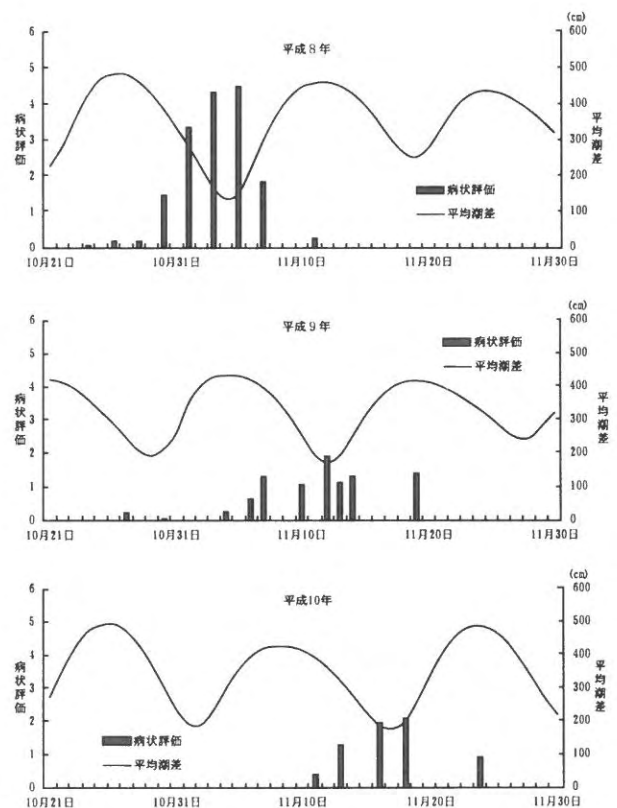 (cm)
平成8年
6
5
4
3
2
1
0
病状評価
600
500
400
300
200
100
0
平均潮差
病状評価
平均潮差
10月21日
10月31日
11月10日
11月20日
11月30日
(cm)
平成9年
6
5
4
3
2
1
0
病状評価
600
500
400
300
200
100
0
平均潮差
病状評価
平均潮差
10月21日
10月31日
11月10日
11月20日
11月30日
(cm)
平成10年
6
5
4
3
2
1
0
病状評価
600
500
400
300
200
100
0
平均潮差
病状評価
平均潮差
10月21日
10月31日
11月10日
11月20日
11月30日